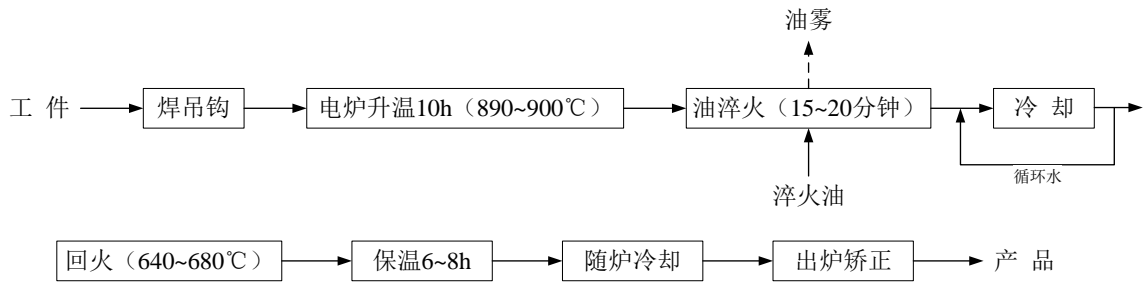 油雾
工 件
焊吊钩
电炉升温10h（890~900℃）
油淬火（15~20分钟）
冷 却
循环水
淬火油
回火（640~680℃）
保温6~8h
随炉冷却
出炉矫正
产 品